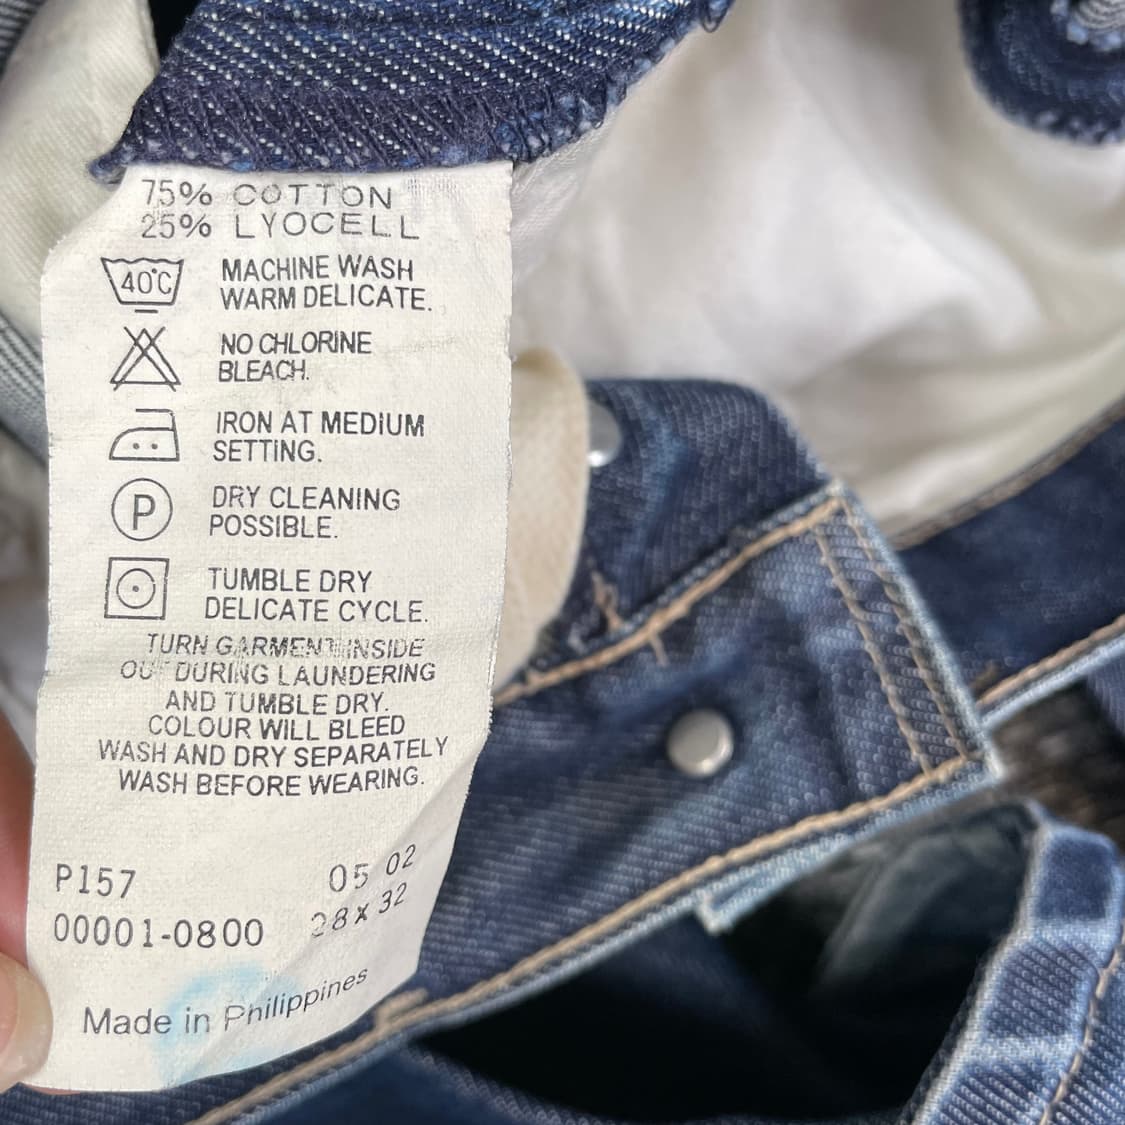 75% COTTON
25% LYOCELL
40°C MACHINE WASH
WARM DELICATE.
NO CHLORINE
BLEACH.
IRON AT MEDIUM
SETTING.
P DRY CLEANING
POSSIBLE.
TUMBLE DRY
DELICATE CYCLE.
TURN GARMENT INSIDE
OUT DURING LAUNDERING
AND TUMBLE DRY.
COLOUR WILL BLEED
WASH AND DRY SEPARATELY
WASH BEFORE WEARING.
P157 05 02
00001-0800 28x32
Made in Philippines